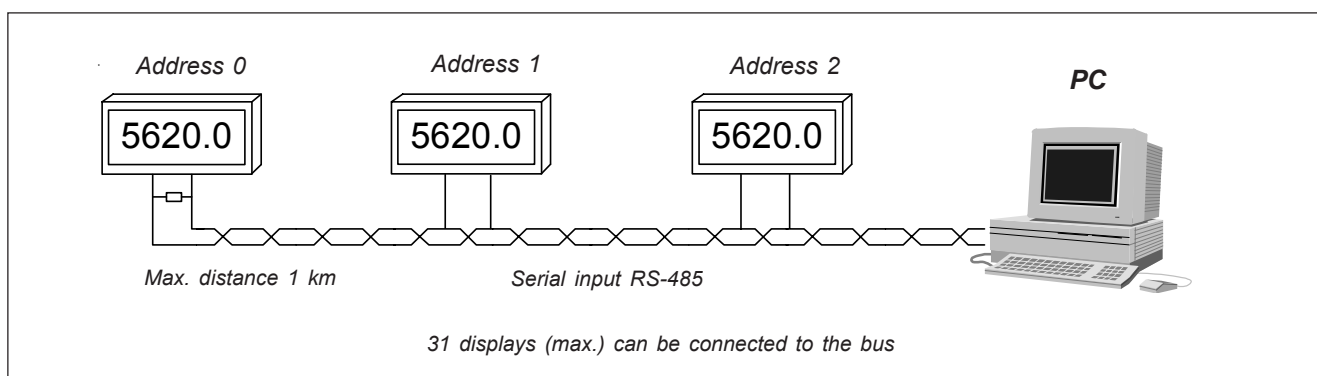 Address 0
Address 1
Address 2
PC
5620.0
5620.0
5620.0
Max. distance 1 km
Serial input RS-485
31 displays (max.) can be connected to the bus